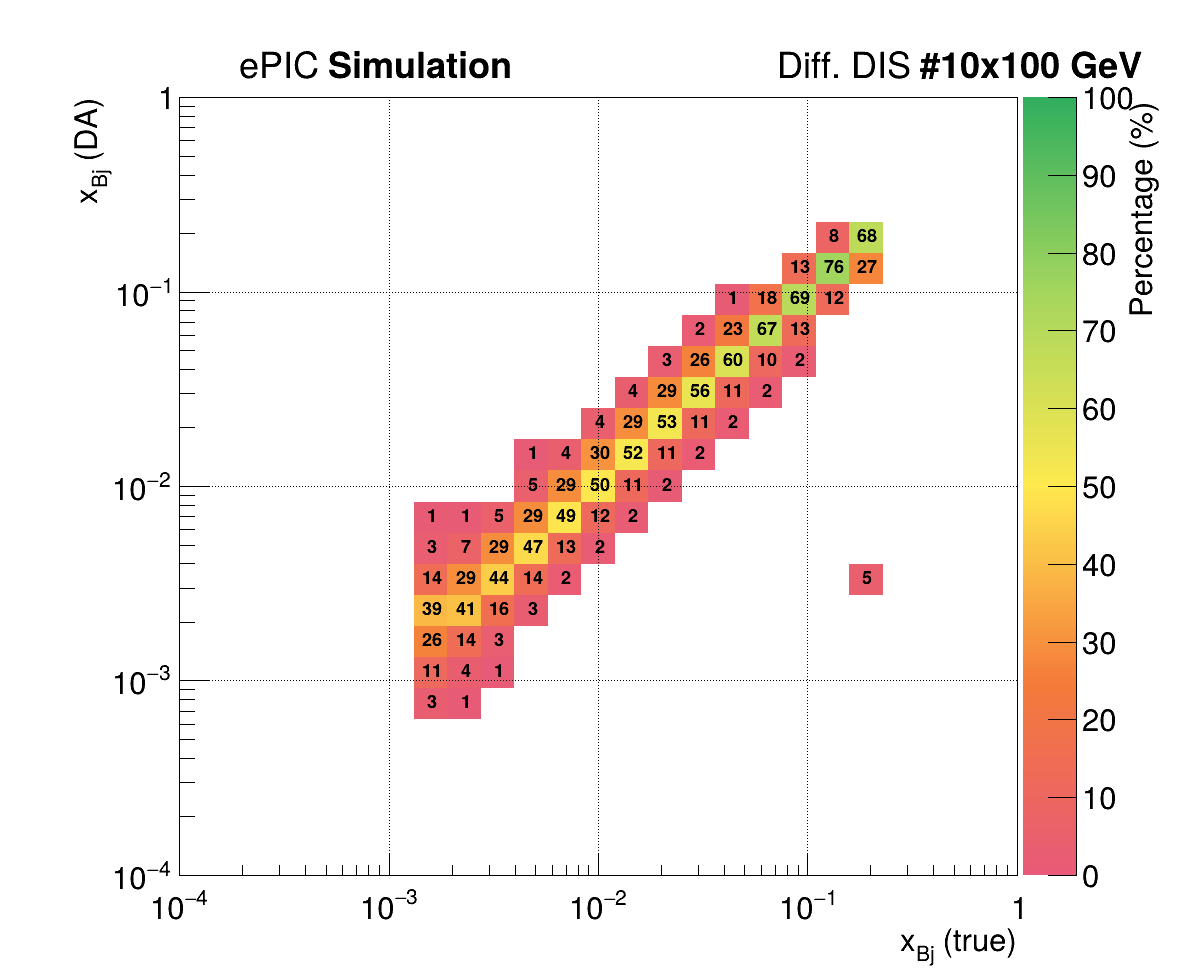 ePIC Simulation
Diff. DIS #10x100 GeV
x_Bj (DA)
1
10⁻¹
10⁻²
10⁻³
10⁻⁴
8 68
13 76 27
1 18 69 12
2 23 67 13
3 26 60 10 2
4 29 56 11 2
4 29 53 11 2
1 4 30 52 11 2
5 29 50 11 2
1 1 5 29 49 12 2
3 7 29 47 13 2
14 29 44 14 2 5
39 41 16 3
26 14 3
11 4 1
3 1
10⁻⁴ 10⁻³ 10⁻² 10⁻¹ 1
x_Bj (true)
100
90
80
70
60
50
40
30
20
10
0
Percentage (%)